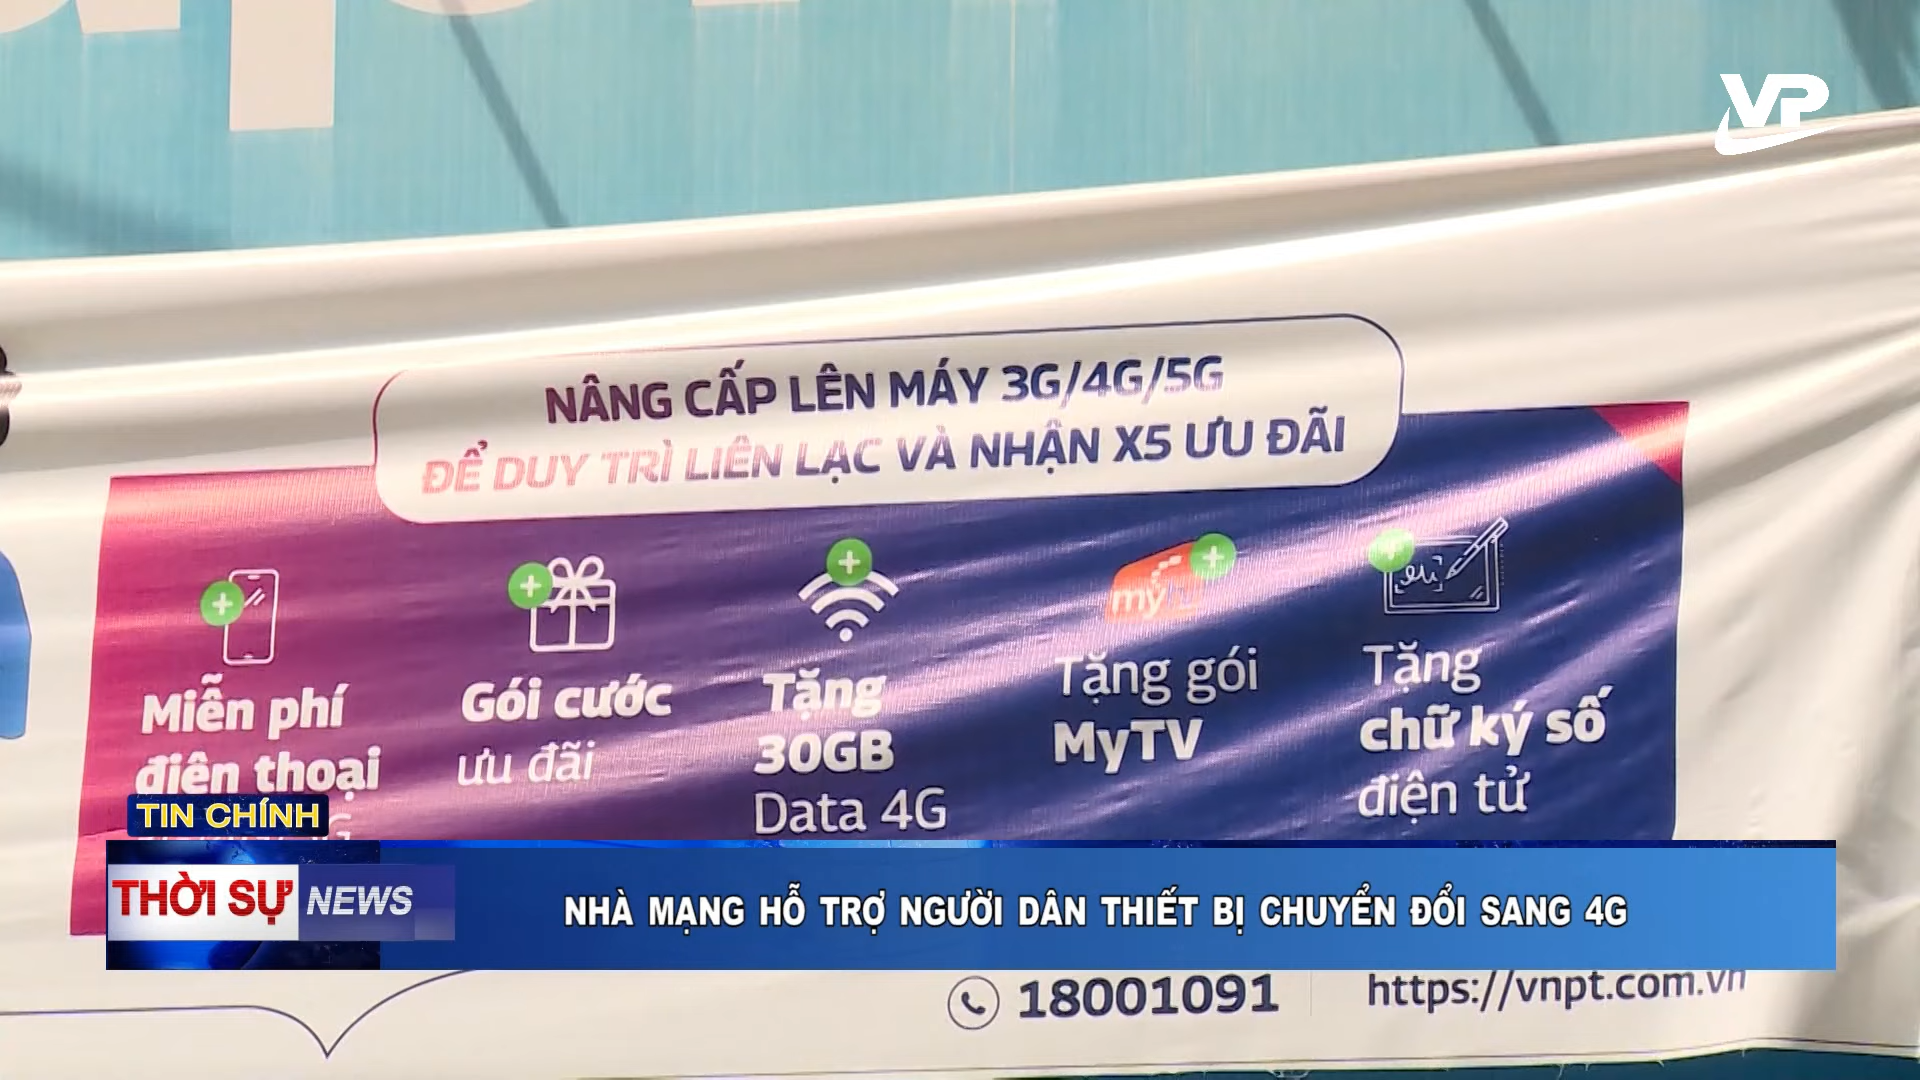 VP
NÂNG CẤP LÊN MÁY 3G/4G/5G
ĐỂ DUY TRÌ LIÊN LẠC VÀ NHẬN X5 ƯU ĐÃI
Miễn phí
điện thoại
Gói cước
ưu đãi
Tặng
30GB
Data 4G
my
Tặng gói
MyTV
Tặng
chữ ký số
điện tử
TIN CHÍNH
THỜI SỰ NEWS
NHÀ MẠNG HỖ TRỢ NGƯỜI DÂN THIẾT BỊ CHUYỂN ĐỔI SANG 4G
18001091
https://vnpt.com.vn